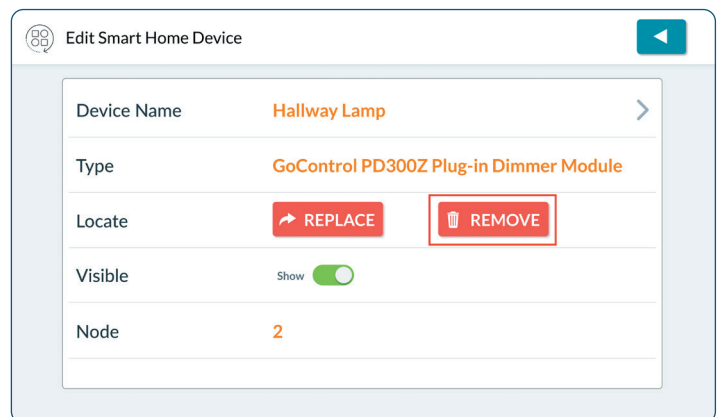 Edit Smart Home Device
Device Name Hallway Lamp
Type GoControl PD300Z Plug-in Dimmer Module
Locate REPLACE REMOVE
Visible Show
Node 2